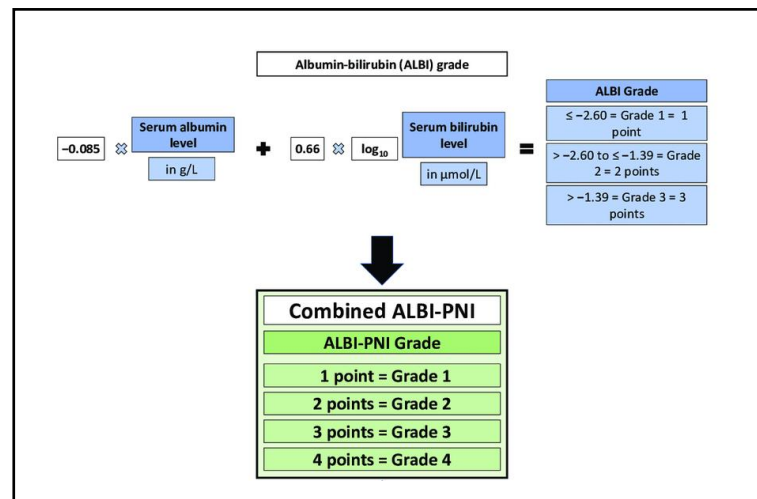 Albumin-bilirubin (ALBI) grade
−0.085
Serum albumin
level
in g/L
0.66
log10
Serum bilirubin
level
in μmol/L
ALBI Grade
≤ −2.60 = Grade 1 = 1
point
> −2.60 to ≤ −1.39 = Grade
2 = 2 points
> −1.39 = Grade 3 = 3
points
Combined ALBI-PNI
ALBI-PNI Grade
1 point = Grade 1
2 points = Grade 2
3 points = Grade 3
4 points = Grade 4